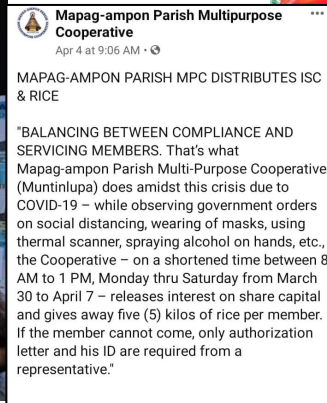 Mapag-ampon Parish Multipurpose
Cooperative
Apr 4 at 9:06 AM •
MAPAG-AMPON PARISH MPC DISTRIBUTES ISC
& RICE
"BALANCING BETWEEN COMPLIANCE AND
SERVICING MEMBERS. That's what
Mapag-ampon Parish Multi-Purpose Cooperative
(Muntinlupa) does amidst this crisis due to
COVID-19 – while observing government orders
on social distancing, wearing of masks, using
thermal scanner, spraying alcohol on hands, etc.,
the Cooperative – on a shortened time between 8
AM to 1 PM, Monday thru Saturday from March
30 to April 7 – releases interest on share capital
and gives away five (5) kilos of rice per member.
If the member cannot come, only authorization
letter and his ID are required from a
representative."